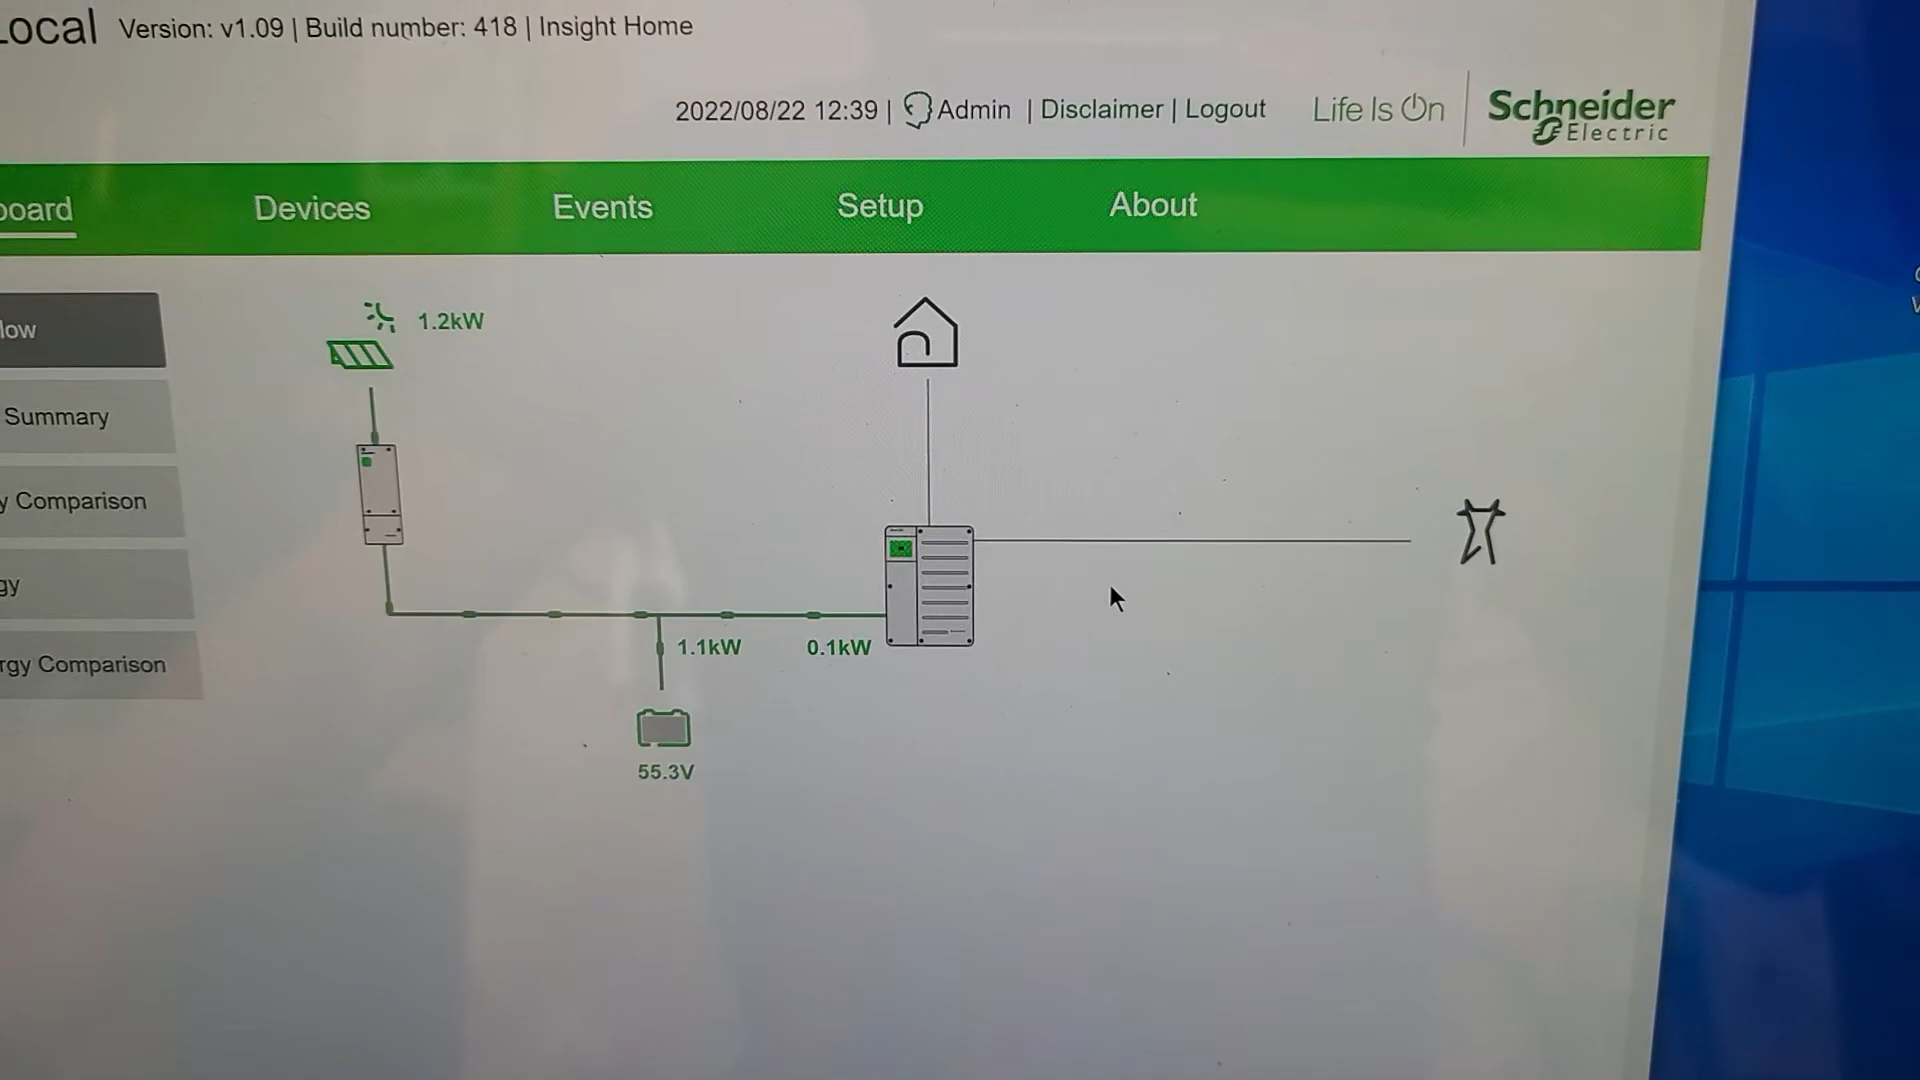 Local Version: v1.09 | Build number: 418 | Insight Home
2022/08/22 12:39 | Admin | Disclaimer | Logout
Life Is On
Schneider
Electric
board
Devices
Events
Setup
About
low
Summary
y Comparison
gy
rgy Comparison
1.2kW
1.1kW
0.1kW
55.3V